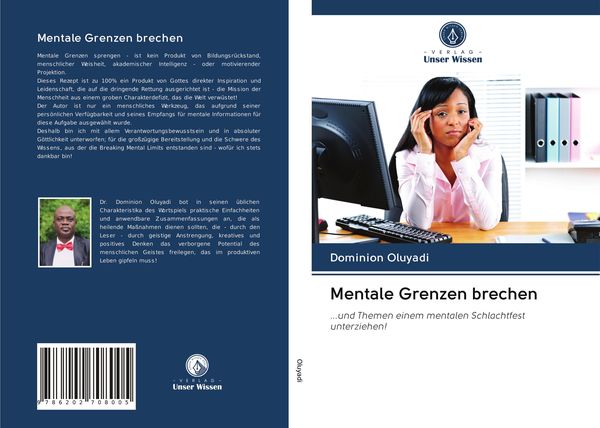 Mentale Grenzen brechen
Mentale Grenzen sprengen - ist kein Produkt von Bildungsrückstand,
menschlicher Weisheit, akademischer Intelligenz - oder motivierender
Projektion.
Dieses Rezept ist zu 100% ein Produkt von Gottes direkter Inspiration und
Leidenschaft, die auf die dringende Rettung ausgerichtet ist - die Mission der
Menschheit aus einem groben Charakterdefizit, das die Welt verwüstet!
Der Autor ist nur ein menschliches Werkzeug, das aufgrund seiner
persönlichen Verfügbarkeit und seines Empfangs für mentale Informationen für
diese Aufgabe ausgewählt wurde.
Deshalb bin ich mit allem Verantwortungsbewusstsein und in absoluter
Göttlichkeit unterworfen; für die großzügige Bereitstellung und die Schwere des
Wissens, aus der die Breaking Mental Limits entstanden sind - wofür ich stets
dankbar bin!
Dr. Dominion Oluyadi bot in seinen üblichen
Charakteristika des Wortspiels praktische Einfachheiten
und anwendbare Zusammenfassungen an, die als
heilende Maßnahmen dienen sollten, die - durch den
Leser - durch geistige Anstrengung, kreatives und
positives Denken das verborgene Potential des
menschlichen Geistes freilegen, das im produktiven
Leben gipfeln muss!
9 786202 708005
VERLAG
Unser Wissen
Oluyadi
VERLAG
Unser Wissen
Dominion Oluyadi
Mentale Grenzen brechen
...und Themen einem mentalen Schlachtfest
unterziehen!